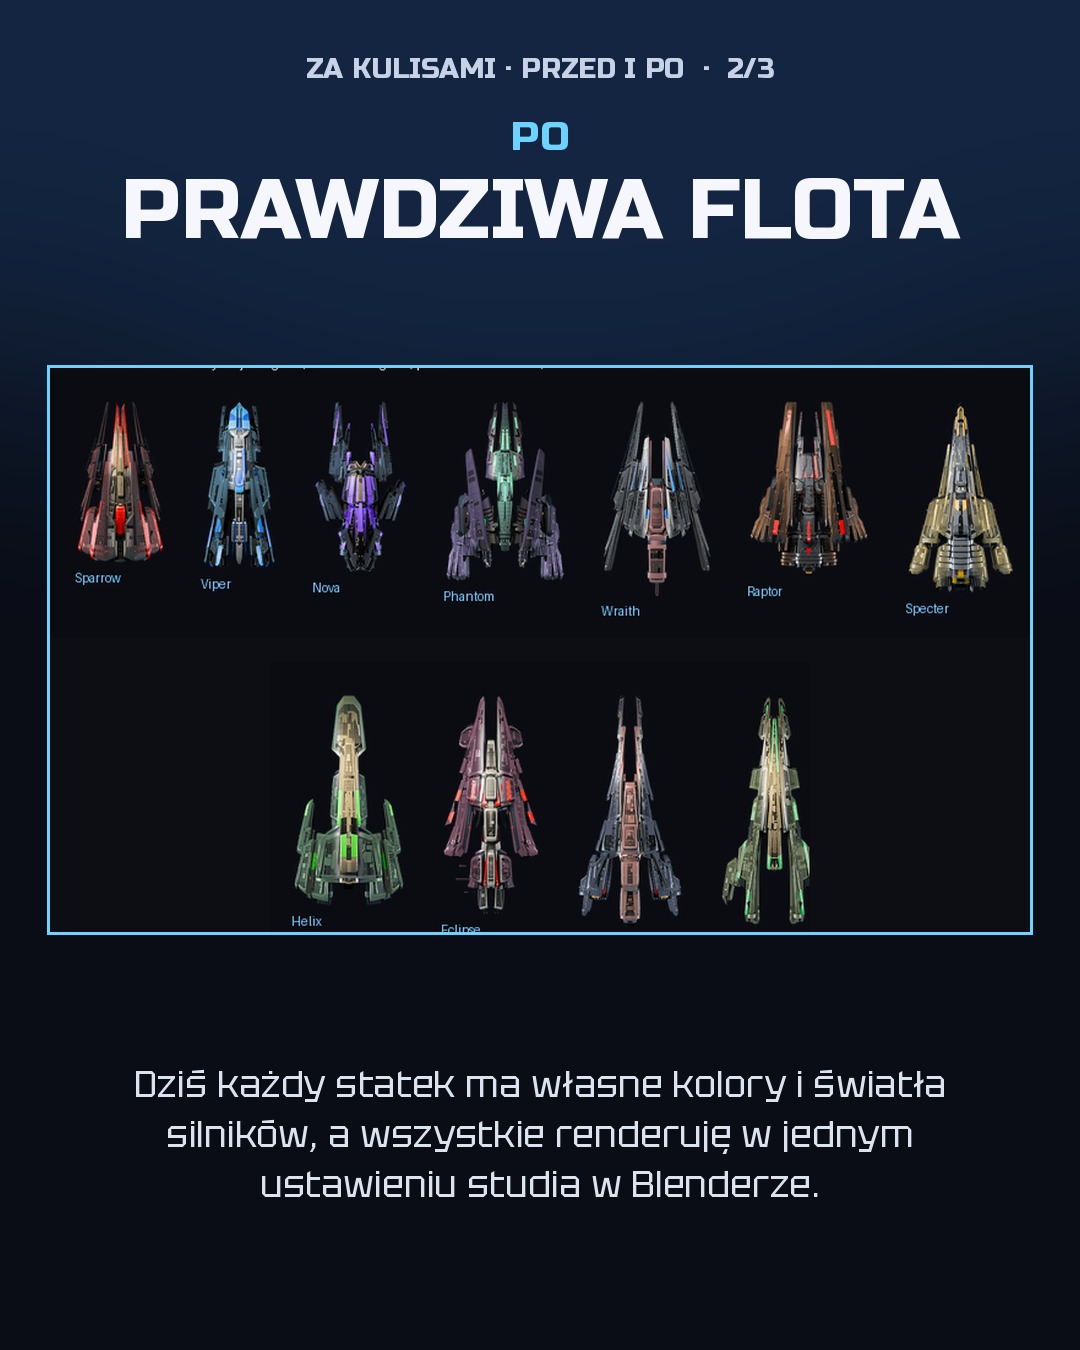 ZA KULISAMI · PRZED I PO · 2/3
PO
PRAWDZIWA FLOTA
Sparrow
Viper
Nova
Phantom
Wraith
Raptor
Specter
Helix
Eclipse
Dziś każdy statek ma własne kolory i światła
silników, a wszystkie renderuję w jednym
ustawieniu studia w Blenderze.